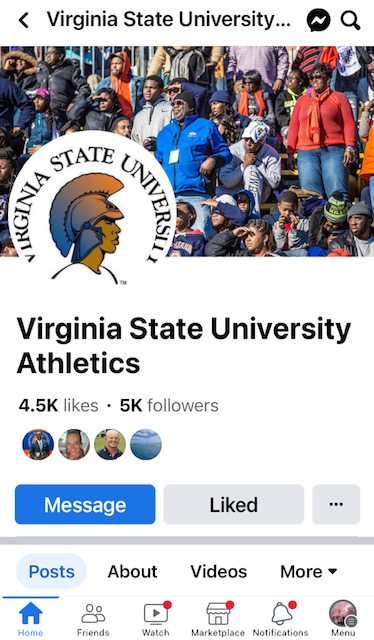 Virginia State University...
VIRGINIA STATE UNIVERSITY
TM
Virginia State University
Athletics
4.5K likes · 5K followers
Message
Liked
...
Posts
About
Videos
More
Home
Friends
Watch
Marketplace
Notifications
Menu